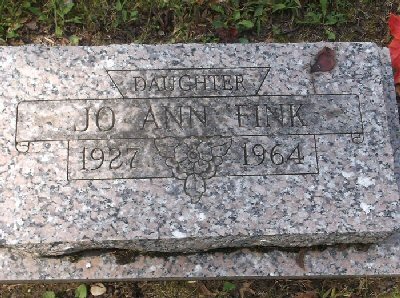 DAUGHTER
JO ANN FINK
1927 1964